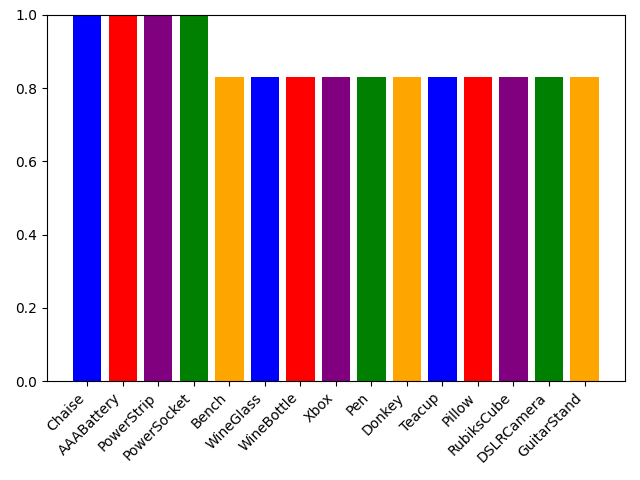 1.0
0.8
0.6
0.4
0.2
0.0
Chaise
AAABattery
PowerStrip
PowerSocket
Bench
WineGlass
WineBottle
Xbox
Pen
Donkey
Teacup
Pillow
RubiksCube
DSLRCamera
GuitarStand